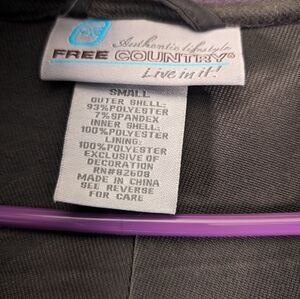 Authentic lifestyle
FREE COUNTRY®
Live in it!
SMALL
OUTER SHELL:
93%POLYESTER
7%SPANDEX
INNER SHELL:
100%POLYESTER
LINING:
100%POLYESTER
EXCLUSIVE OF
DECORATION
RN#82608
MADE IN CHINA
SEE REVERSE
FOR CARE